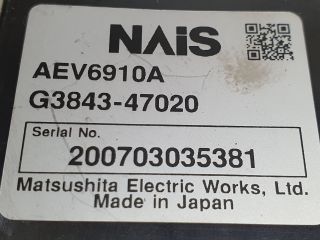 NAiS
AEV6910A
G3843-47020
Serial No.
200703035381
Matsushita Electric Works, Ltd.
Made in Japan